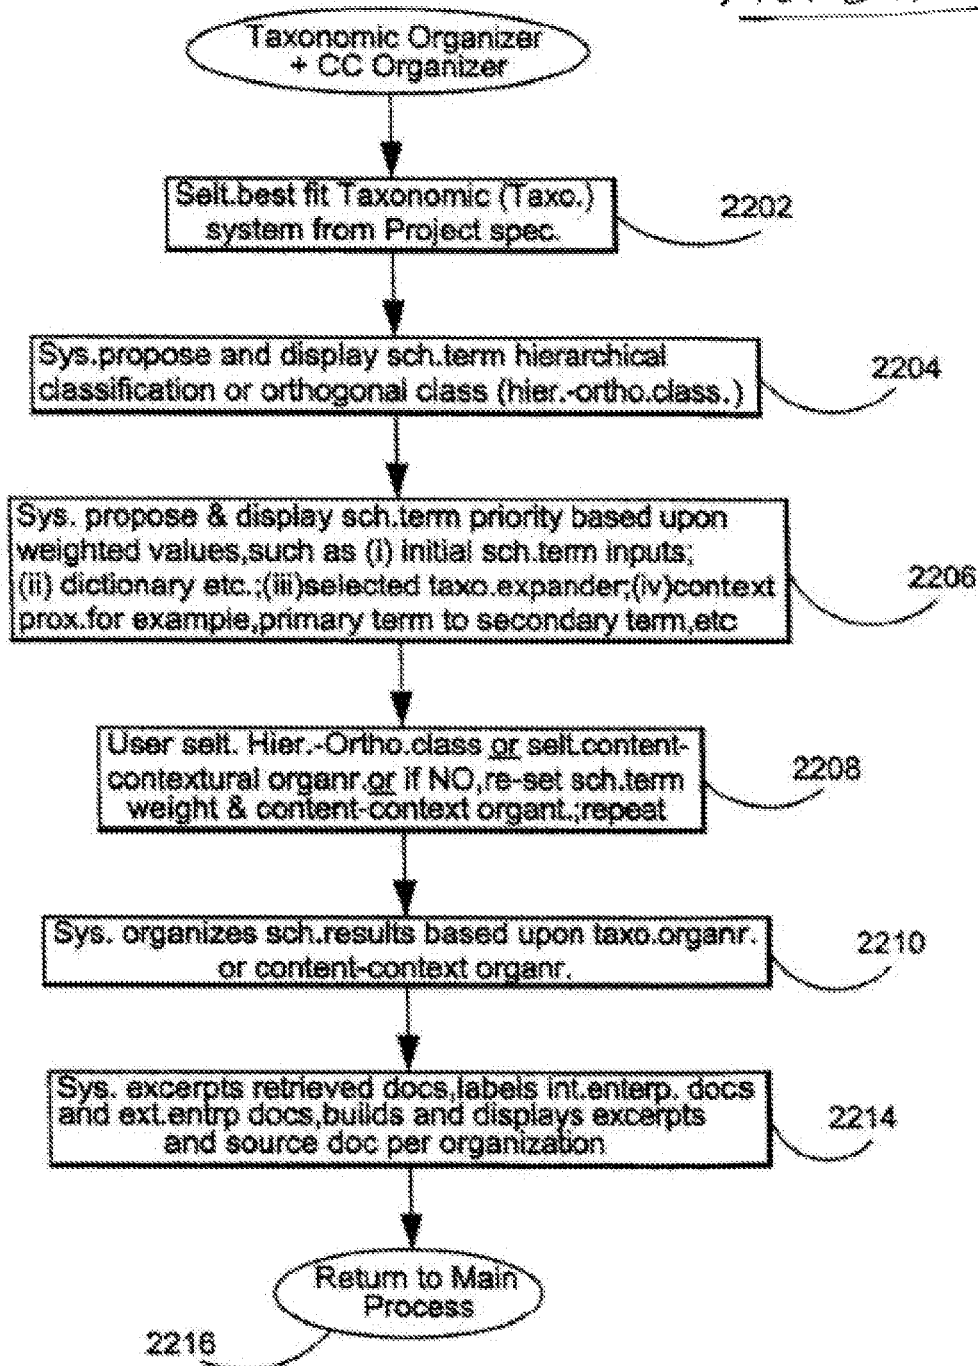 Taxonomic Organizer
+ CC Organizer
Selt.best fit Taxonomic (Taxo.)
system from Project spec.
2202
Sys.propose and display sch.term hierarchical
classification or orthogonal class (hier.-ortho.class.)
2204
Sys. propose & display sch.term priority based upon
weighted values,such as (i) initial sch.term inputs;
(ii) dictionary etc.;(iii)selected taxo.expander;(iv)context
prox.for example,primary term to secondary term,etc
2206
User selt. Hier.-Ortho.class or selt.content-
contextural organr.or if NO,re-set sch.term
weight & content-context organt.;repeat
2208
Sys. organizes sch.results based upon taxo.organr.
or content-context organr.
2210
Sys. excerpts retrieved docs,labels int.enterp. docs
and ext.entrp docs,builds and displays excerpts
and source doc per organization
2214
Return to Main
Process
2216